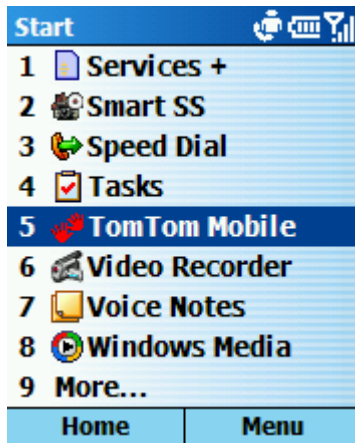 Start
1 Services +
2 Smart SS
3 Speed Dial
4 Tasks
5 TomTom Mobile
6 Video Recorder
7 Voice Notes
8 Windows Media
9 More...
Home Menu